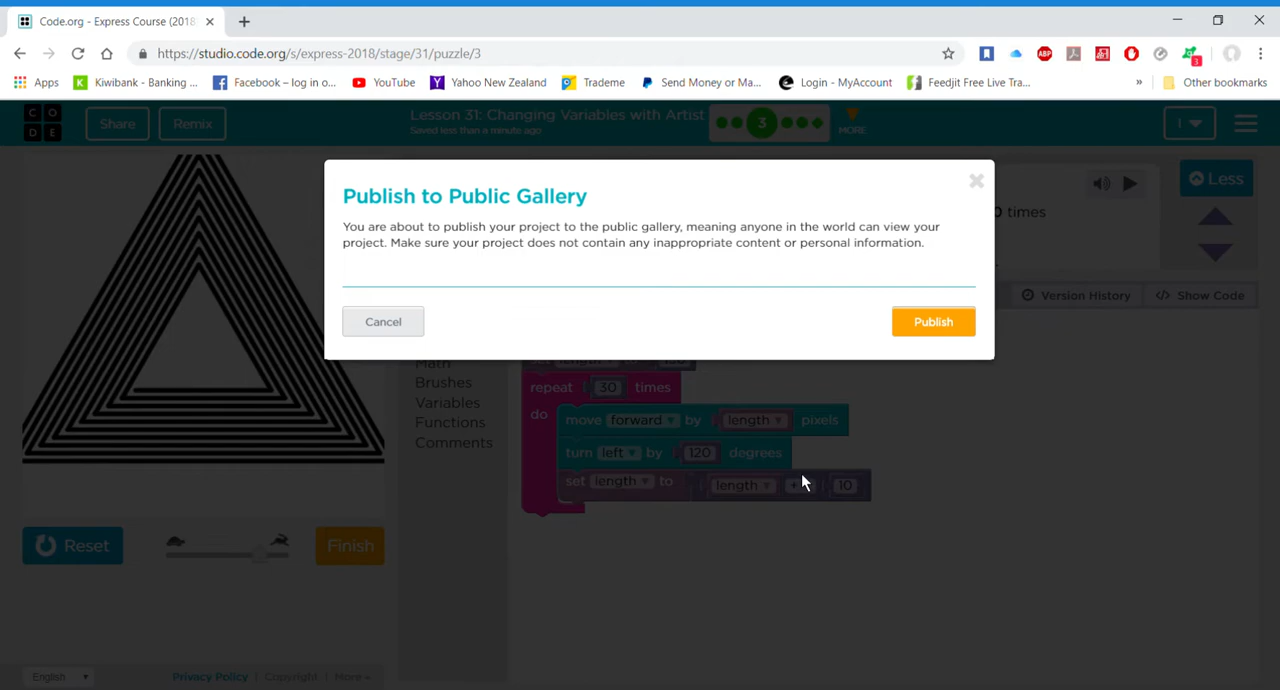 Code.org - Express Course (2018
https://studio.code.org/s/express-2018/stage/31/puzzle/3
ABP
3
Apps
Kiwibank - Banking ...
Facebook – log in o...
YouTube
Yahoo New Zealand
Trademe
Send Money or Ma...
Login - MyAccount
Feedjit Free Live Tra...
»
Other bookmarks
C O
D E
Share
Remix
Lesson 31: Changing Variables with Artist
Saved less than a minute ago
3
MORE
I
Publish to Public Gallery
You are about to publish your project to the public gallery, meaning anyone in the world can view your
project. Make sure your project does not contain any inappropriate content or personal information.
Cancel
Publish
0 times
Less
Version History
</> Show Code
Math
Brushes
Variables
Functions
Comments
repeat 30 times
do
move forward by length pixels
turn left by 120 degrees
set length to length + 10
Reset
Finish
English
Privacy Policy
Copyright
More